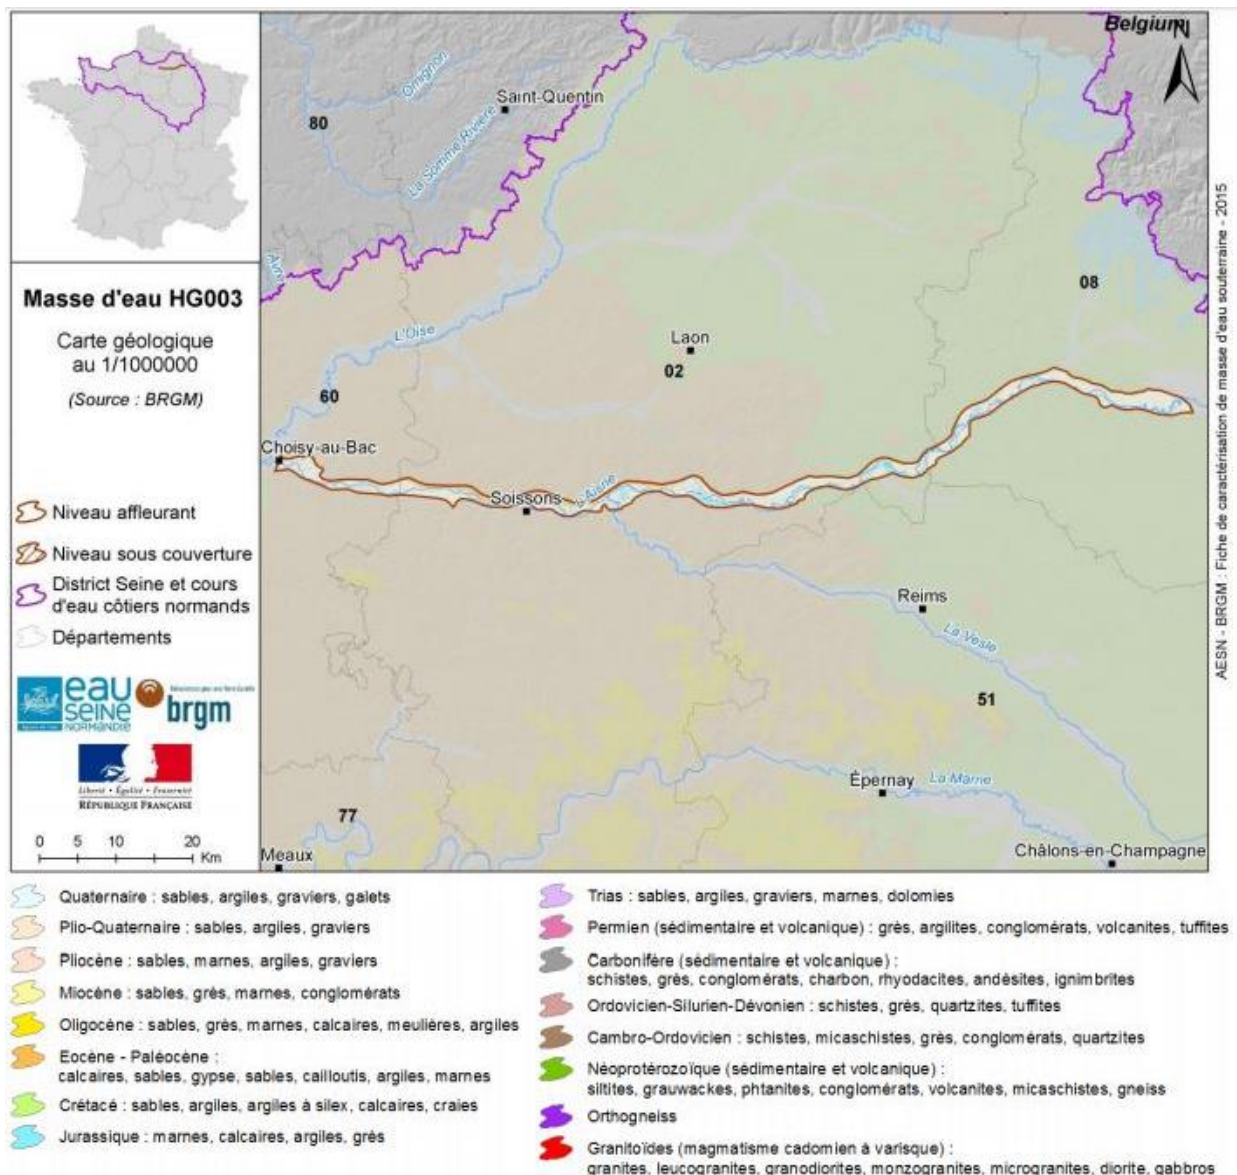 Masse d'eau HG003
Carte géologique
au 1/1000000
(Source : BRGM)
Niveau affleurant
Niveau sous couverture
District Seine et cours
d'eau côtiers normands
Départements
eau
SEINE
NORMANDIE
brgm
Liberté • Égalité • Fraternité
RÉPUBLIQUE FRANÇAISE
0 5 10 20
Km
Belgium
N
Omignon
Saint-Quentin
80
La Somme Rivière
Avre
08
L'Oise
Laon
02
60
Choisy-au-Bac
Soissons
L'Aisne
Reims
La Vesle
51
Épernay
La Marne
77
Meaux
Châlons-en-Champagne
AESN - BRGM : Fiche de caractérisation de masse d'eau souterraine - 2015
Quaternaire : sables, argiles, graviers, galets
Plio-Quaternaire : sables, argiles, graviers
Pliocène : sables, marnes, argiles, graviers
Miocène : sables, grès, marnes, conglomérats
Oligocène : sables, grès, marnes, calcaires, meulières, argiles
Eocène - Paléocène :
calcaires, sables, gypse, sables, cailloutis, argiles, marnes
Crétacé : sables, argiles, argiles à silex, calcaires, craies
Jurassique : marnes, calcaires, argiles, grès
Trias : sables, argiles, graviers, marnes, dolomies
Permien (sédimentaire et volcanique) : grès, argilites, conglomérats, volcanites, tuffites
Carbonifère (sédimentaire et volcanique) :
schistes, grès, conglomérats, charbon, rhyodacites, andèsites, ignimbrites
Ordovicien-Silurien-Dévonien : schistes, grès, quartzites, tuffites
Cambro-Ordovicien : schistes, micaschistes, grès, conglomérats, quartzites
Néoprotérozoïque (sédimentaire et volcanique) :
siltites, grauwackes, phtanites, conglomérats, volcanites, micaschistes, gneiss
Orthogneiss
Granitoïdes (magmatisme cadomien à varisque) :
granites, leucogranites, granodiorites, monzogranites, microgranites, diorite, gabbros